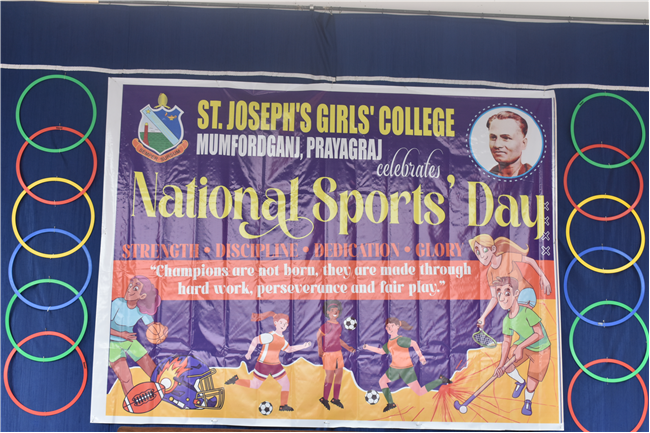 ST. JOSEPH'S GIRLS' COLLEGE
MUMFORDGANJ, PRAYAGRAJ
celebrates
National Sports' Day
STRENGTH • DISCIPLINE • DEDICATION • GLORY
"Champions are not born, they are made through
hard work, perseverance and fair play."